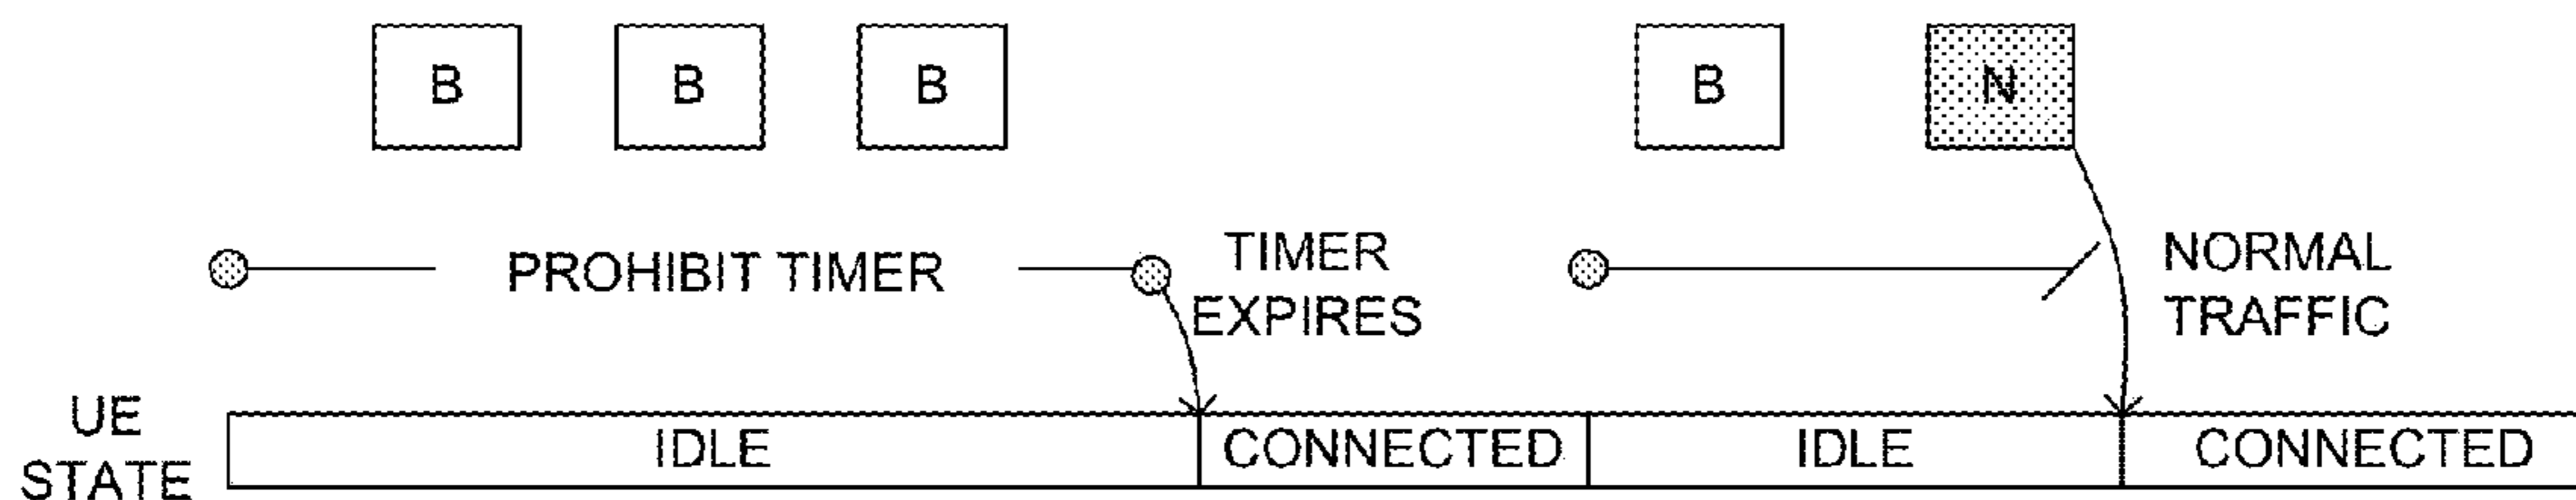 B B B B N
PROHIBIT TIMER
TIMER
EXPIRES
NORMAL
TRAFFIC
UE
STATE
IDLE CONNECTED IDLE CONNECTED